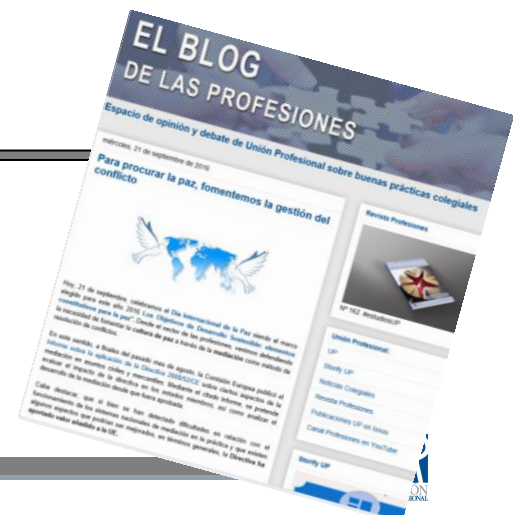 EL BLOG
DE LAS PROFESIONES
Espacio de opinión y debate de Unión Profesional sobre buenas prácticas colegiales
miércoles, 21 de septiembre de 2016
Para procurar la paz, fomentemos la gestión del
conflicto
Hoy, 21 de septiembre, celebramos el Día Internacional de la Paz siendo el marco
elegido para este año 2016 Los Objetivos de Desarrollo Sostenible: elementos
constitutivos para la paz". Desde el sector de las profesiones, venimos defendiendo
la necesidad de fomentar la cultura de paz a través de la mediación como método de
resolución de conflictos.
En este sentido, a finales del pasado mes de agosto, la Comisión Europea publicó el
Informe sobre la aplicación de la Directiva 2008/52/CE sobre ciertos aspectos de la
mediación en asuntos civiles y mercantiles. Mediante el citado informe, se pretende
evaluar el impacto de la directiva en los estados miembros, así como analizar el
desarrollo de la mediación desde que fuera aprobada.
Cabe destacar, que si bien se han detectado dificultades en relación con el
funcionamiento de los sistemas nacionales de mediación en la práctica y que existen
algunos aspectos que podrían ser mejorados, en términos generales, la Directiva ha
aportado valor añadido a la UE.
Revista Profesiones
Nº 162. #estudiosUP
Unión Profesional:
UP
Storify UP
Noticias Colegiales
Revista Profesiones
Publicaciones UP en Issuu
Canal Profesiones en YouTube
Storify UP